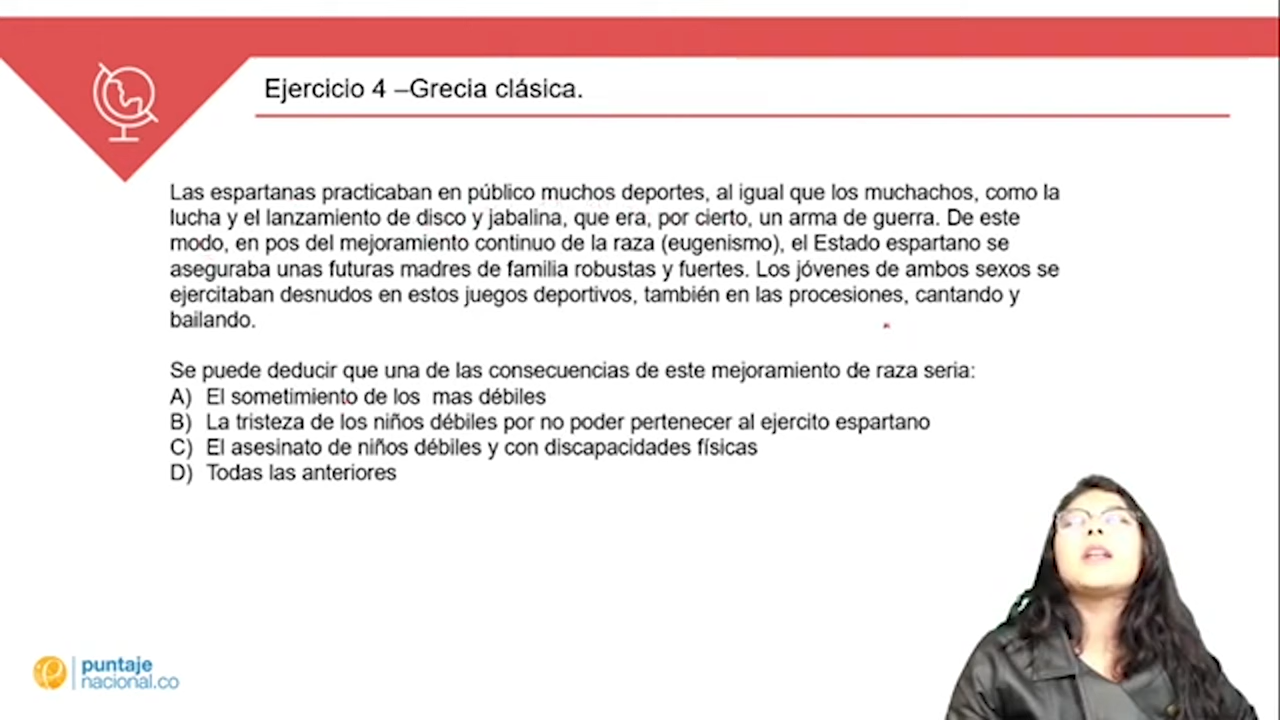 Ejercicio 4 –Grecia clásica.
Las espartanas practicaban en público muchos deportes, al igual que los muchachos, como la
lucha y el lanzamiento de disco y jabalina, que era, por cierto, un arma de guerra. De este
modo, en pos del mejoramiento continuo de la raza (eugenismo), el Estado espartano se
aseguraba unas futuras madres de familia robustas y fuertes. Los jóvenes de ambos sexos se
ejercitaban desnudos en estos juegos deportivos, también en las procesiones, cantando y
bailando.
Se puede deducir que una de las consecuencias de este mejoramiento de raza seria:
A) El sometimiento de los mas débiles
B) La tristeza de los niños débiles por no poder pertenecer al ejercito espartano
C) El asesinato de niños débiles y con discapacidades físicas
D) Todas las anteriores
puntaje
nacional.co